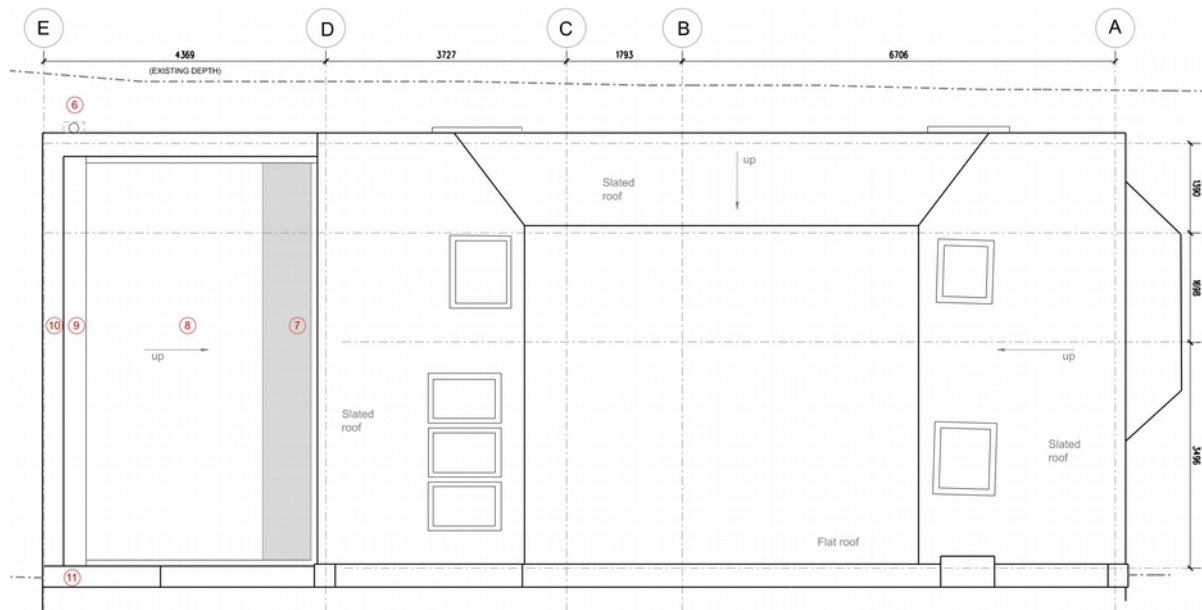 E
D
C
B
A
4369
3727
1793
6706
(EXISTING DEPTH)
6
up
1390
Slated
roof
1698
10
9
8
7
up
up
Slated
roof
Slated
roof
3496
Flat roof
11